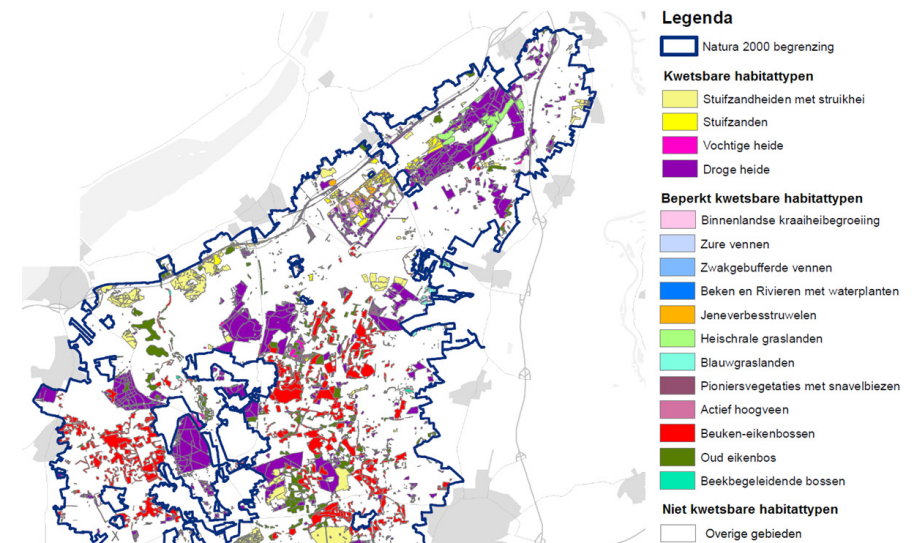 Legenda
Natura 2000 begrenzing
Kwetsbare habitattypen
Stuifzandheiden met struikhei
Stuifzanden
Vochtige heide
Droge heide
Beperkt kwetsbare habitattypen
Binnenlandse kraaiheibegroeiing
Zure vennen
Zwakgebufferde vennen
Beken en Rivieren met waterplanten
Jeneverbesstruwelen
Heischrale graslanden
Blauwgraslanden
Pioniersvegetaties met snavelbiezen
Actief hoogveen
Beuken-eikenbossen
Oud eikenbos
Beekbegeleidende bossen
Niet kwetsbare habitattypen
Overige gebieden